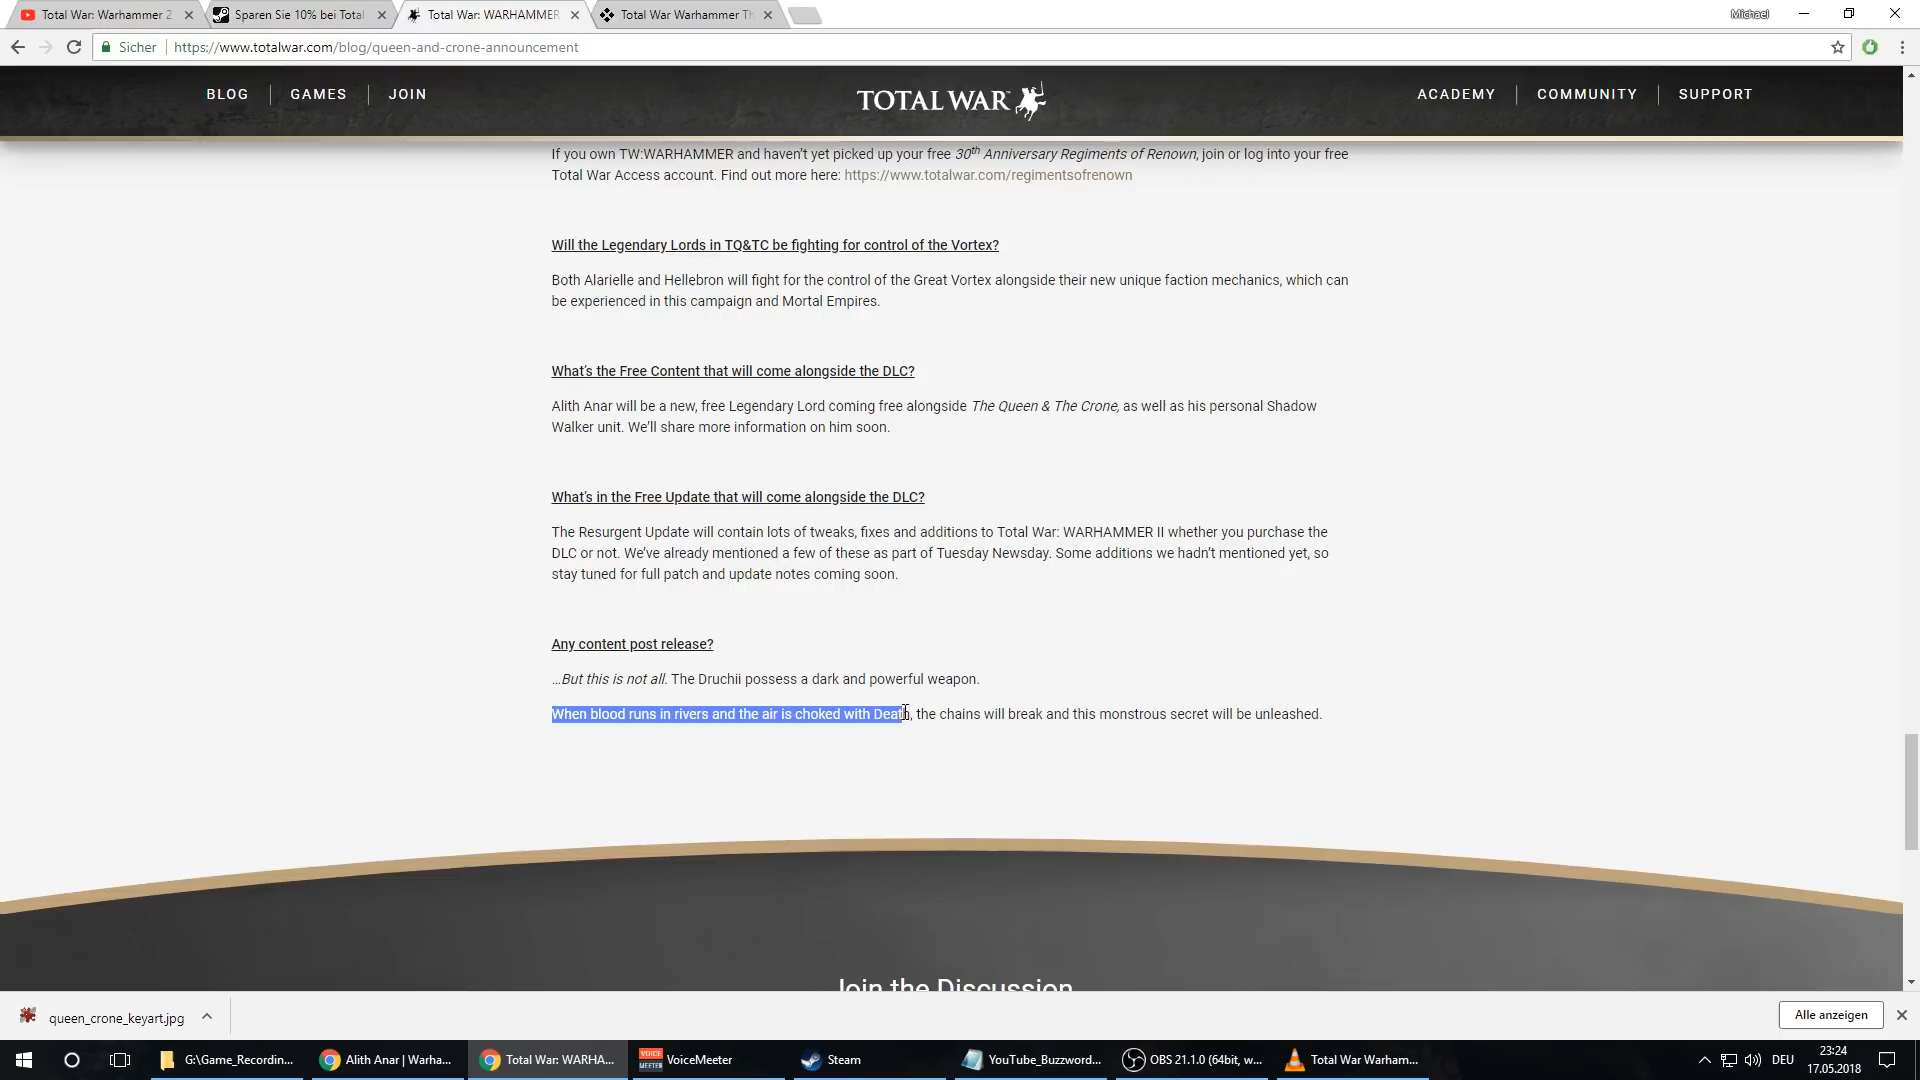 Total War: Warhammer 2
Sparen Sie 10% bei Total
Total War: WARHAMMER
Total War Warhammer Th
Michael
Sicher
https://www.totalwar.com/blog/queen-and-crone-announcement
BLOG
GAMES
JOIN
TOTAL WAR
ACADEMY
COMMUNITY
SUPPORT
If you own TW:WARHAMMER and haven't yet picked up your free 30th Anniversary Regiments of Renown, join or log into your free
Total War Access account. Find out more here: https://www.totalwar.com/regimentsofrenown
Will the Legendary Lords in TQ&TC be fighting for control of the Vortex?
Both Alarielle and Hellebron will fight for the control of the Great Vortex alongside their new unique faction mechanics, which can
be experienced in this campaign and Mortal Empires.
What's the Free Content that will come alongside the DLC?
Alith Anar will be a new, free Legendary Lord coming free alongside The Queen & The Crone, as well as his personal Shadow
Walker unit. We'll share more information on him soon.
What's in the Free Update that will come alongside the DLC?
The Resurgent Update will contain lots of tweaks, fixes and additions to Total War: WARHAMMER II whether you purchase the
DLC or not. We've already mentioned a few of these as part of Tuesday Newsday. Some additions we hadn't mentioned yet, so
stay tuned for full patch and update notes coming soon.
Any content post release?
…But this is not all. The Druchii possess a dark and powerful weapon.
When blood runs in rivers and the air is choked with Death, the chains will break and this monstrous secret will be unleashed.
Join the Discussion
queen_crone_keyart.jpg
Alle anzeigen
G:\Game_Recordin...
Alith Anar | Warha...
Total War: WARHA...
VOICE MEETER
VoiceMeeter
Steam
YouTube_Buzzword...
OBS 21.1.0 (64bit, w...
Total War Warham...
DEU
23:24
17.05.2018